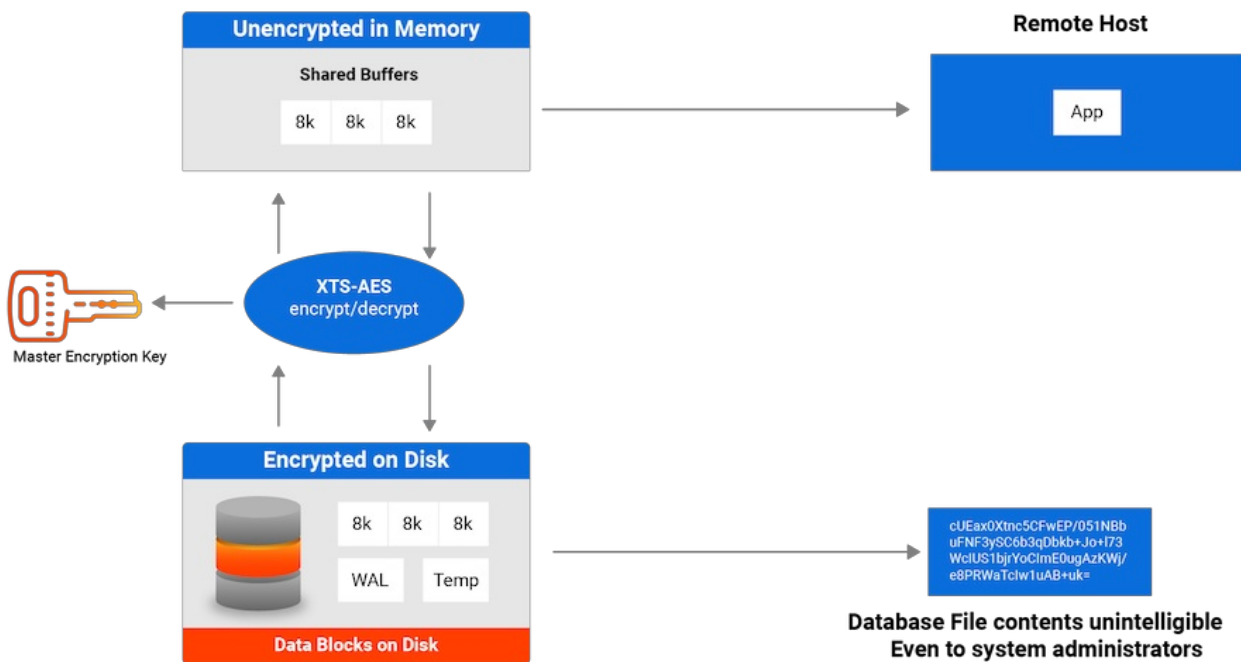 Unencrypted in Memory
Shared Buffers
8k 8k 8k
Remote Host
App
XTS-AES
encrypt/decrypt
Master Encryption Key
Encrypted on Disk
8k 8k 8k
WAL Temp
Data Blocks on Disk
cUEax0Xtnc5CFwEP/051NBb
uFNF3ySC6b3qDbkb+Jo+l73
WclUS1bjrYoCImE0ugAzKWj/
e8PRWaTclw1uAB+uk=
Database File contents unintelligible
Even to system administrators